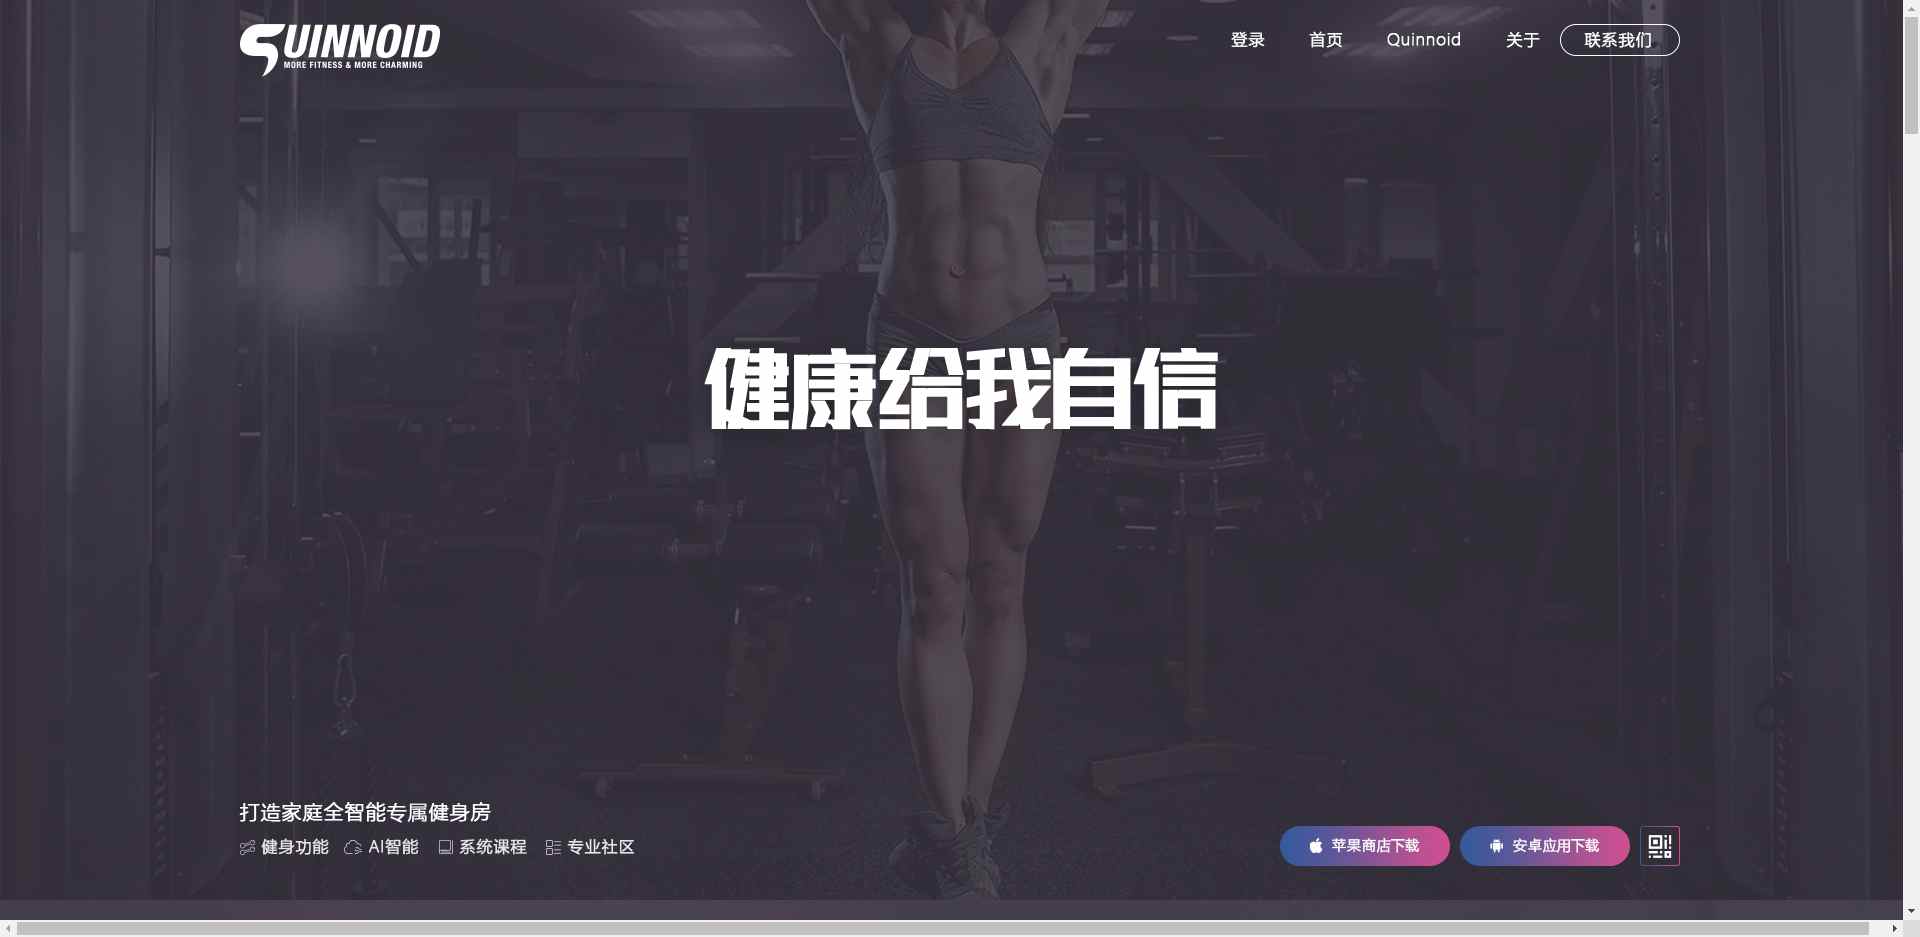 SUINNOID
MORE FITNESS & MORE CHARMING
登录 首页 Quinnoid 关于 联系我们
健康给我自信
打造家庭全智能专属健身房
健身功能 AI智能 系统课程 专业社区
苹果商店下载 安卓应用下载